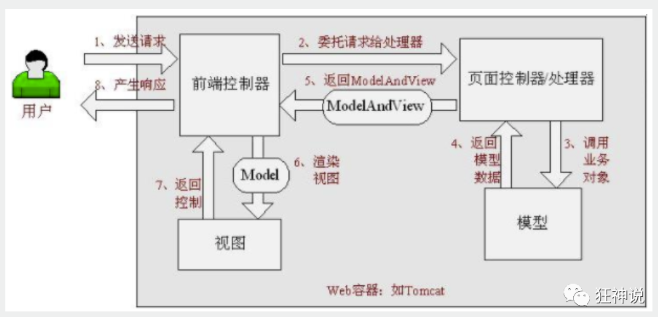 1、发送请求
2、委托请求给处理器
前端控制器
5、返回ModelAndView
页面控制器/处理器
8、产生响应
ModelAndView
用户
4、返回
模型
数据
3、调用
业务
对象
6、渲染
视图
Model
7、返回
控制
视图
模型
Web容器：如Tomcat
狂神说